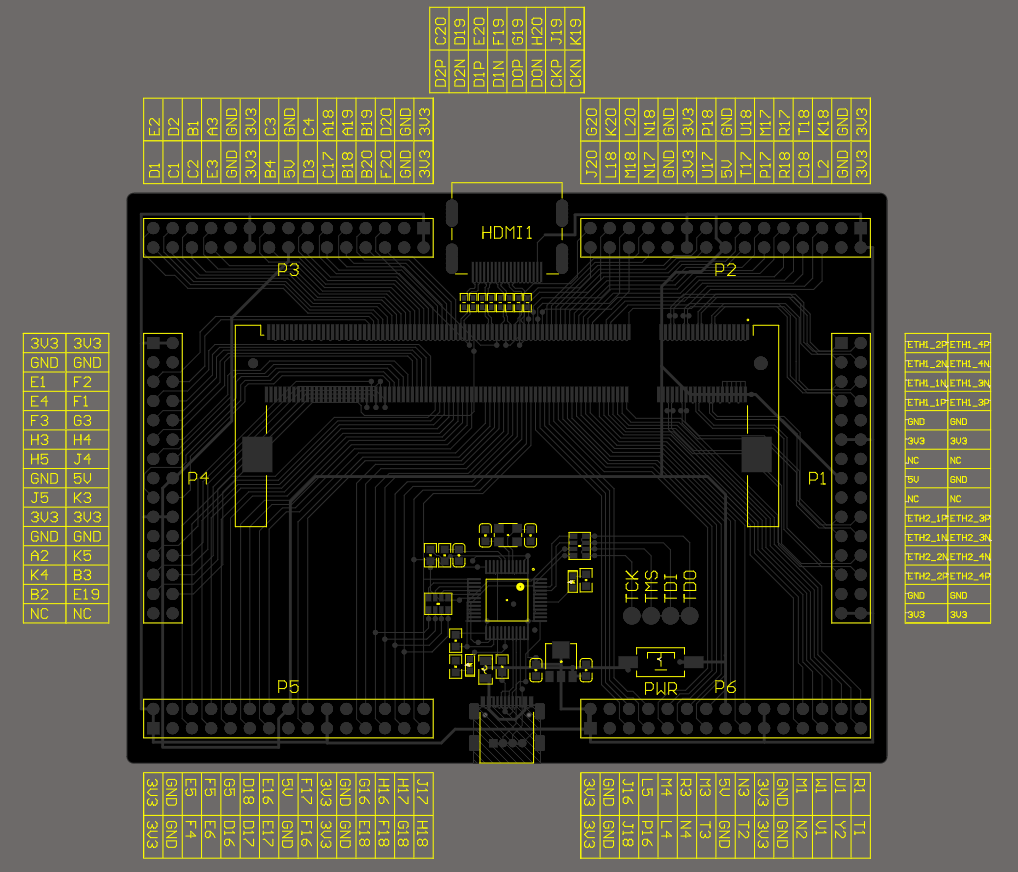 C20 D19 E20 F19 G19 H20 J19 K19
D2P D2N D1P D1N D0P D0N CKP CKN
E2 D2 B1 A3 GND 3V3 C3 GND C4 A18 A19 B19 D20 GND 3V3
D1 C1 C2 E3 GND 3V3 B4 5V D3 C17 B18 B20 F20 GND 3V3
G20 K20 L20 N18 GND 3V3 P18 GND U18 M17 R17 T18 K18 GND 3V3
J20 L18 M18 N17 GND 3V3 U17 5V T17 P17 R18 C18 L2 GND 3V3
HDMI1
P3
P2
3V3 3V3
GND GND
E1 F2
E4 F1
F3 G3
H3 H4
H5 J4
GND 5V
J5 K3
3V3 3V3
GND GND
A2 K5
K4 B3
B2 E19
NC NC
P4
P1
ETH1_2P ETH1_4P
ETH1_2N ETH1_4N
ETH1_1N ETH1_3N
ETH1_1P ETH1_3P
GND GND
3V3 3V3
NC NC
5V GND
NC NC
ETH2_1P ETH2_3P
ETH2_1N ETH2_3N
ETH2_2N ETH2_4N
ETH2_2P ETH2_4P
GND GND
3V3 3V3
TCK
TMS
TDI
TDO
P5
PWR
P6
3V3 GND E5 F5 G5 D18 E16 5V F17 3V3 GND G16 H16 H17 J17
3V3 GND F4 E6 D16 D17 E17 GND F16 3V3 GND E18 F18 G18 H18
3V3 GND J16 L5 M4 R3 M3 5V N3 3V3 GND M1 W1 U1 R1
3V3 GND J18 P16 L4 N4 T3 GND T2 3V3 GND N2 V1 Y2 T1